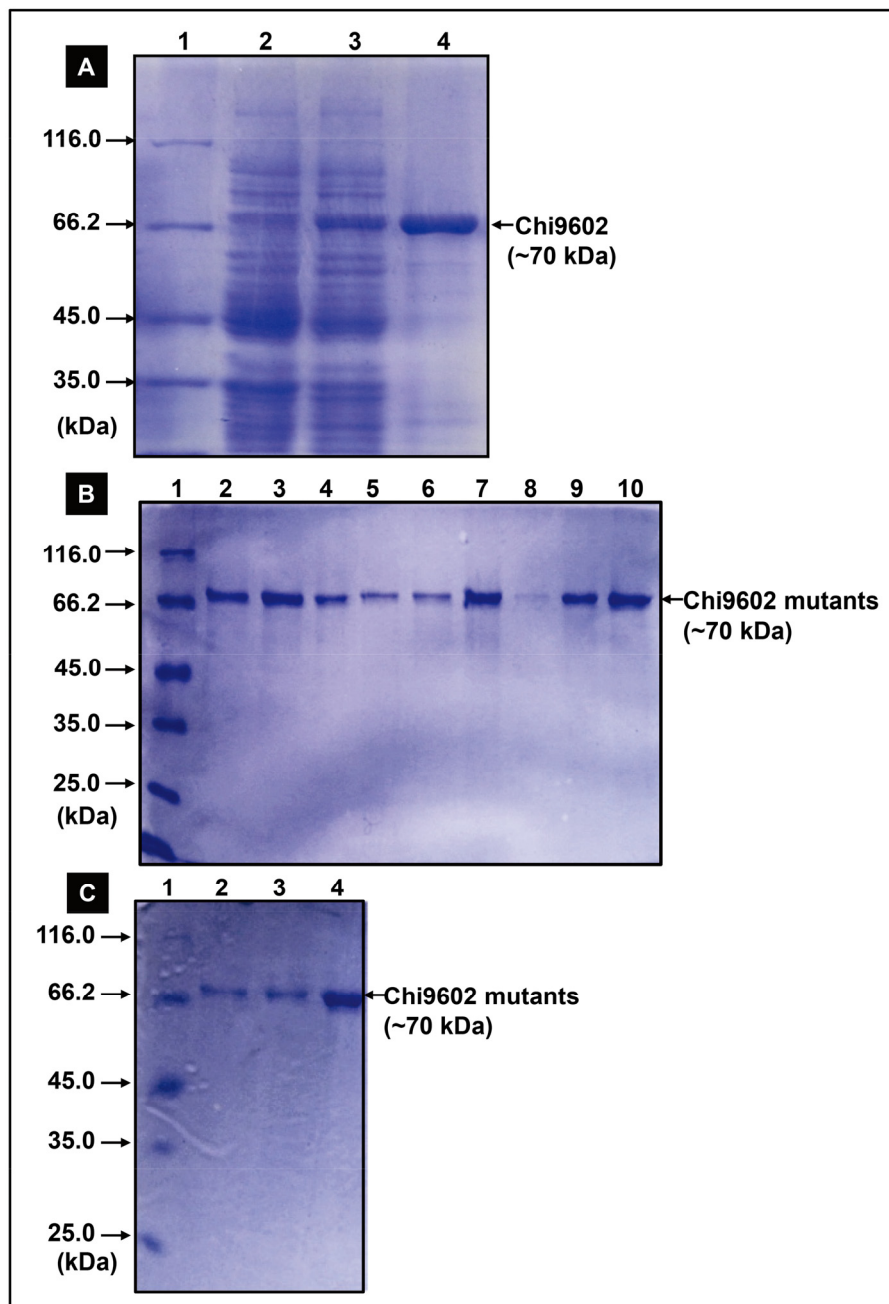 A
1 2 3 4
116.0
66.2
Chi9602
(~70 kDa)
45.0
35.0
(kDa)
B
1 2 3 4 5 6 7 8 9 10
116.0
66.2
Chi9602 mutants
(~70 kDa)
45.0
35.0
25.0
(kDa)
C
1 2 3 4
116.0
66.2
Chi9602 mutants
(~70 kDa)
45.0
35.0
25.0
(kDa)